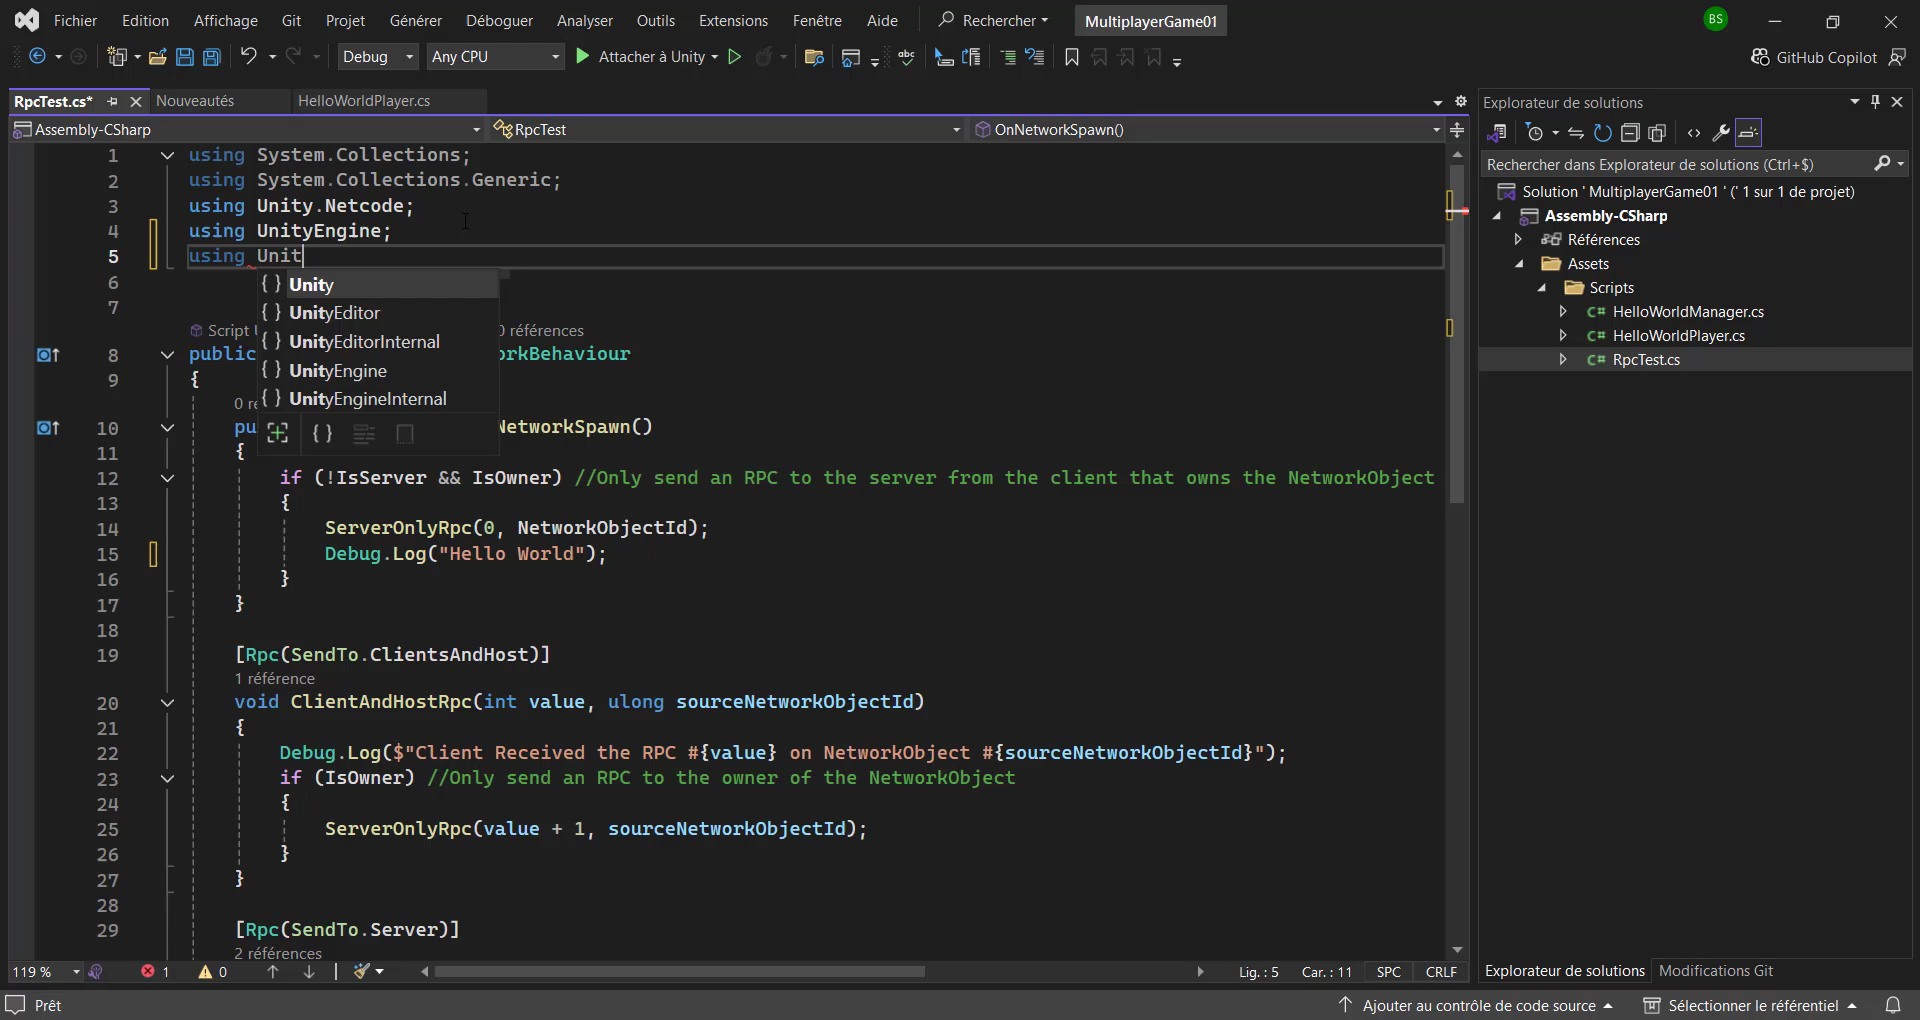 Fichier Edition Affichage Git Projet Générer Déboguer Analyser Outils Extensions Fenêtre Aide Rechercher MultiplayerGame01 BS
Debug Any CPU Attacher à Unity abc GitHub Copilot
RpcTest.cs* Nouveautés HelloWorldPlayer.cs
Assembly-CSharp RpcTest OnNetworkSpawn()
1 using System.Collections;
2 using System.Collections.Generic;
3 using Unity.Netcode;
4 using UnityEngine;
5 using Unit
6 { } Unity
{ } UnityEditor
7
Script 0 références
{ } UnityEditorInternal
8 public orkBehaviour
{ } UnityEngine
9 {
{ } UnityEngineInternal
0 ré
10 pu NetworkSpawn()
11 {
12 if (!IsServer && IsOwner) //Only send an RPC to the server from the client that owns the NetworkObject
13 {
14 ServerOnlyRpc(0, NetworkObjectId);
15 Debug.Log("Hello World");
16 }
17 }
18
19 [Rpc(SendTo.ClientsAndHost)]
1 référence
20 void ClientAndHostRpc(int value, ulong sourceNetworkObjectId)
21 {
22 Debug.Log($"Client Received the RPC #{value} on NetworkObject #{sourceNetworkObjectId}");
23 if (IsOwner) //Only send an RPC to the owner of the NetworkObject
24 {
25 ServerOnlyRpc(value + 1, sourceNetworkObjectId);
26 }
27 }
28
29 [Rpc(SendTo.Server)]
2 références
119 % 1 0 Lig. : 5 Car. : 11 SPC CRLF
Explorateur de solutions
Rechercher dans Explorateur de solutions (Ctrl+$)
Solution ' MultiplayerGame01 ' (' 1 sur 1 de projet)
Assembly-CSharp
Références
Assets
Scripts
C# HelloWorldManager.cs
C# HelloWorldPlayer.cs
C# RpcTest.cs
Explorateur de solutions Modifications Git
Prêt Ajouter au contrôle de code source Sélectionner le référentiel